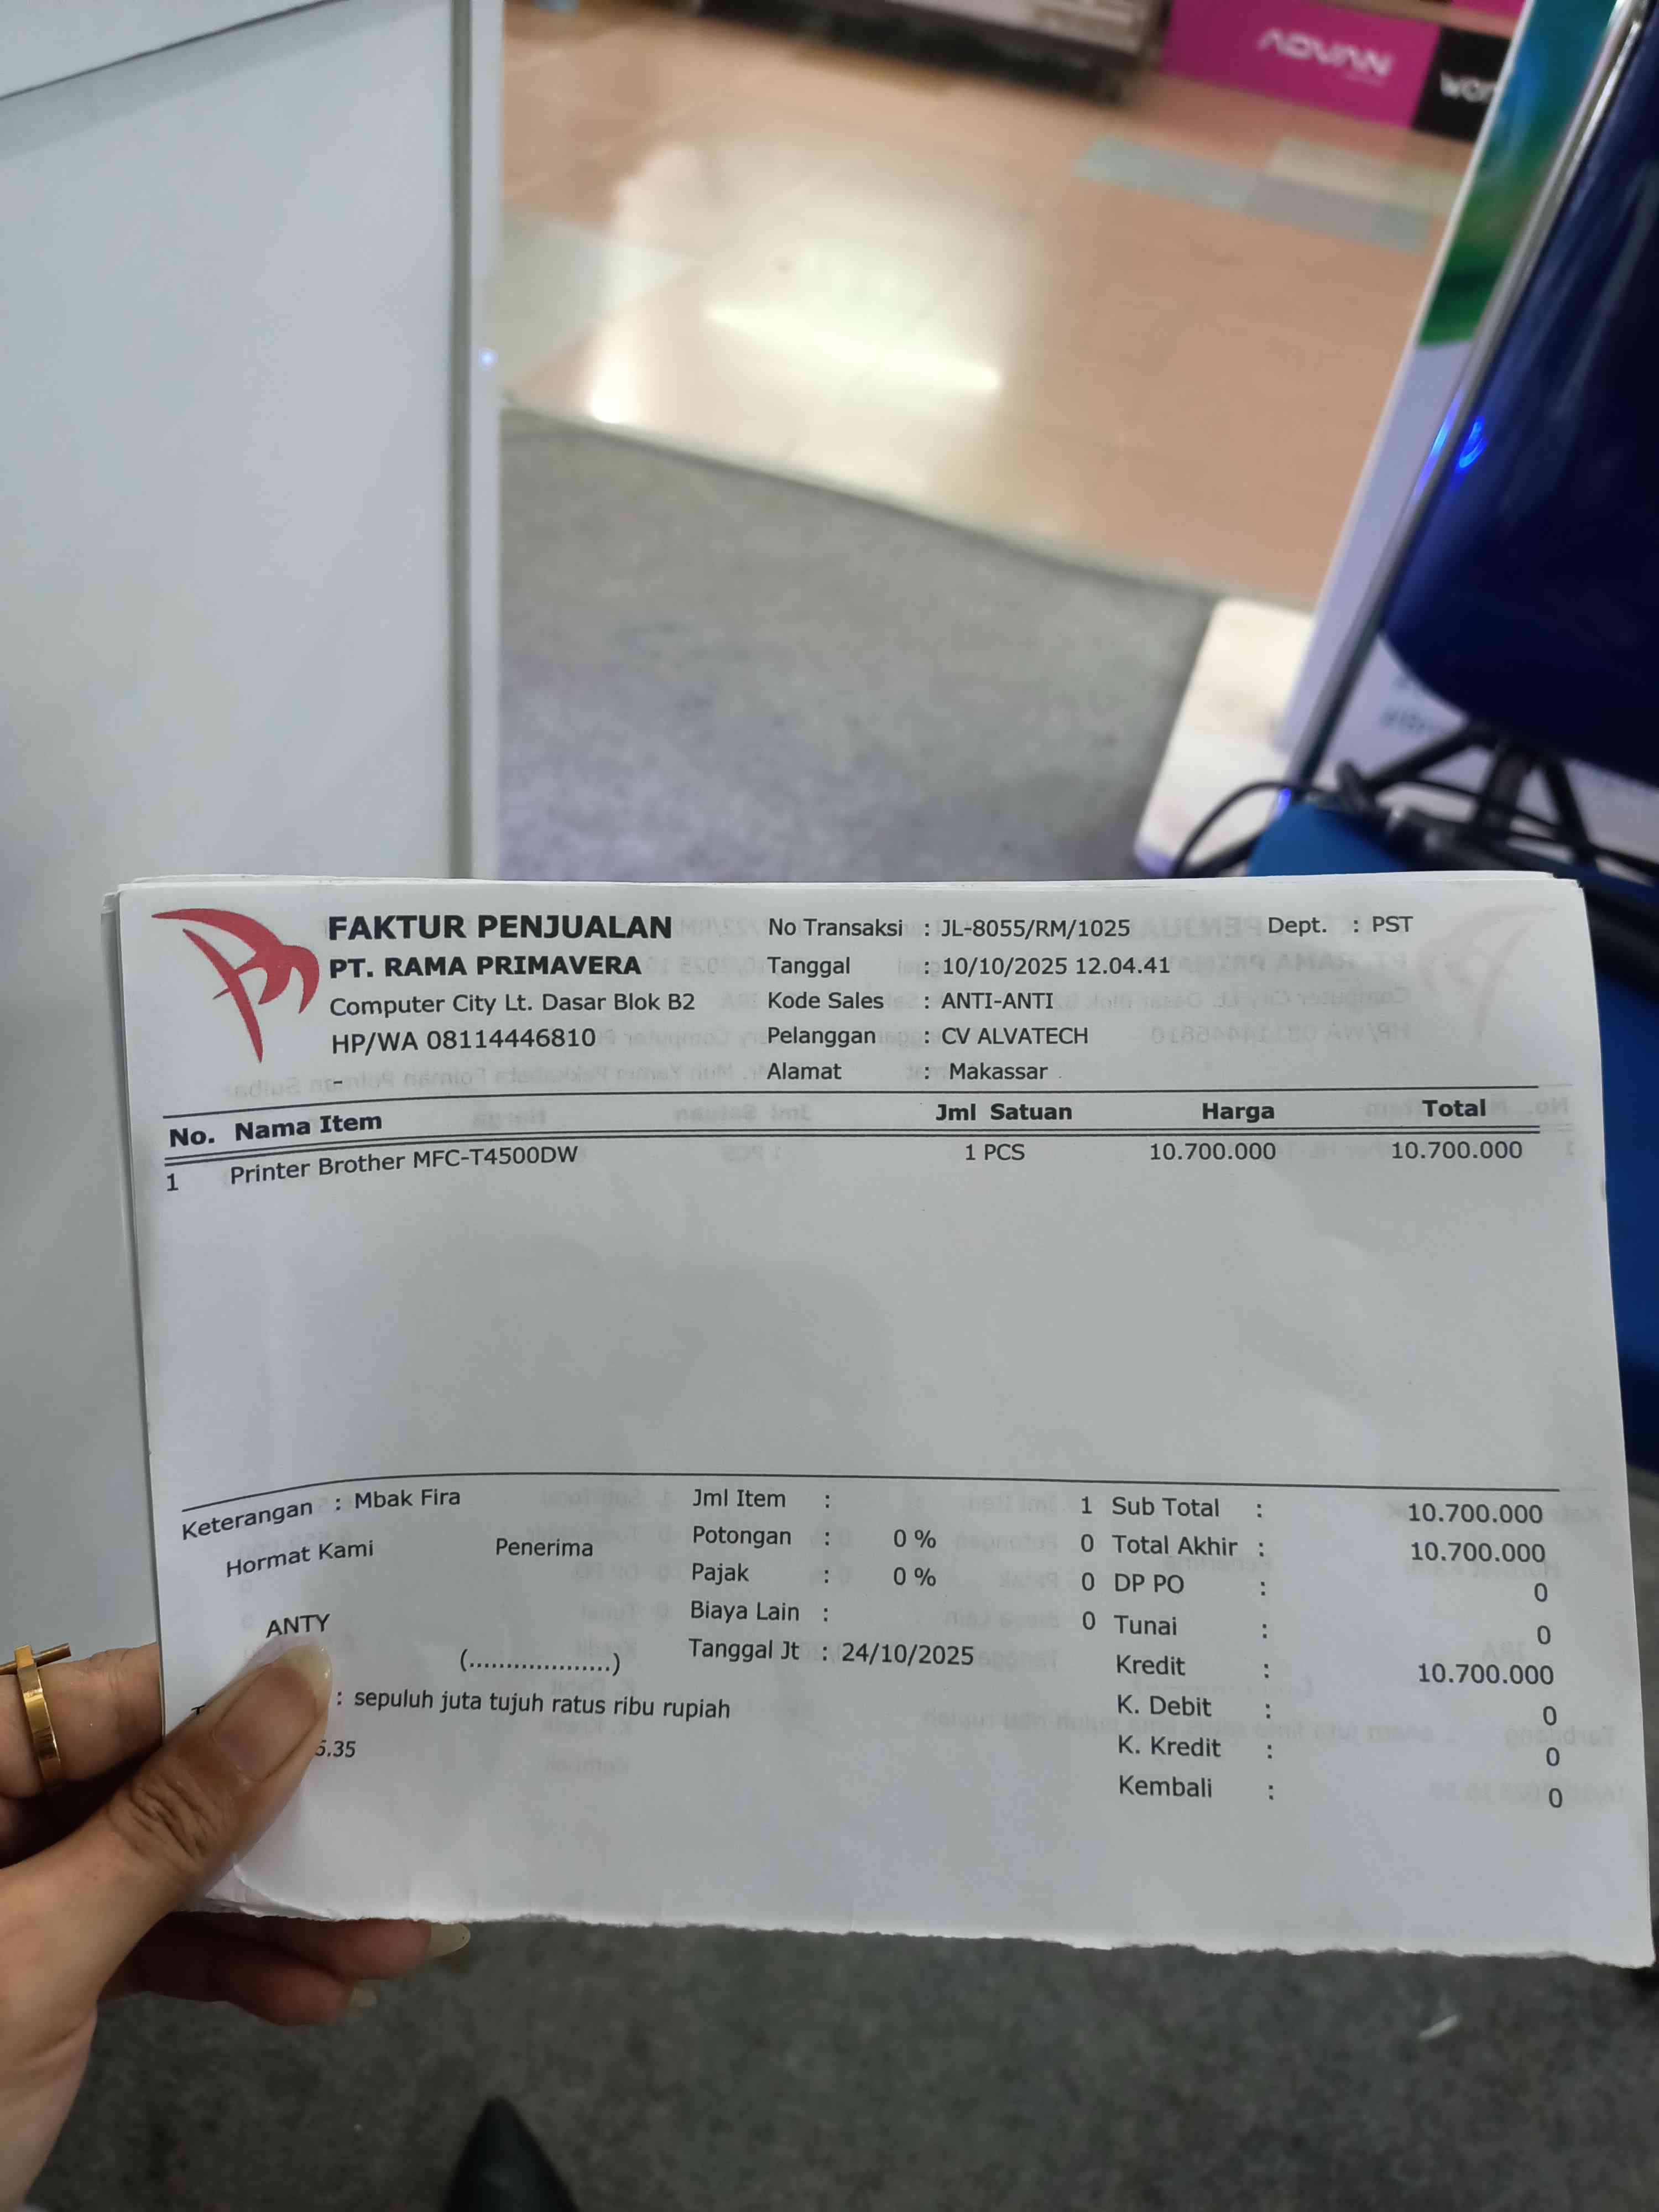 ADVAN
FAKTUR PENJUALAN
PT. RAMA PRIMAVERA
Computer City Lt. Dasar Blok B2
HP/WA 08114446810
-
No Transaksi : JL-8055/RM/1025
Dept. : PST
Tanggal : 10/10/2025 12.04.41
Kode Sales : ANTI-ANTI
Pelanggan : CV ALVATECH
Alamat : Makassar
No. Nama Item Jml Satuan Harga Total
1 Printer Brother MFC-T4500DW 1 PCS 10.700.000 10.700.000
Keterangan : Mbak Fira
Hormat Kami Penerima
ANTY
(...................)
: sepuluh juta tujuh ratus ribu rupiah
5.35
Jml Item : 1
Potongan : 0 % 0
Pajak : 0 % 0
Biaya Lain : 0
Tanggal Jt : 24/10/2025
Sub Total : 10.700.000
Total Akhir : 10.700.000
DP PO : 0
Tunai : 0
Kredit : 10.700.000
K. Debit : 0
K. Kredit : 0
Kembali : 0